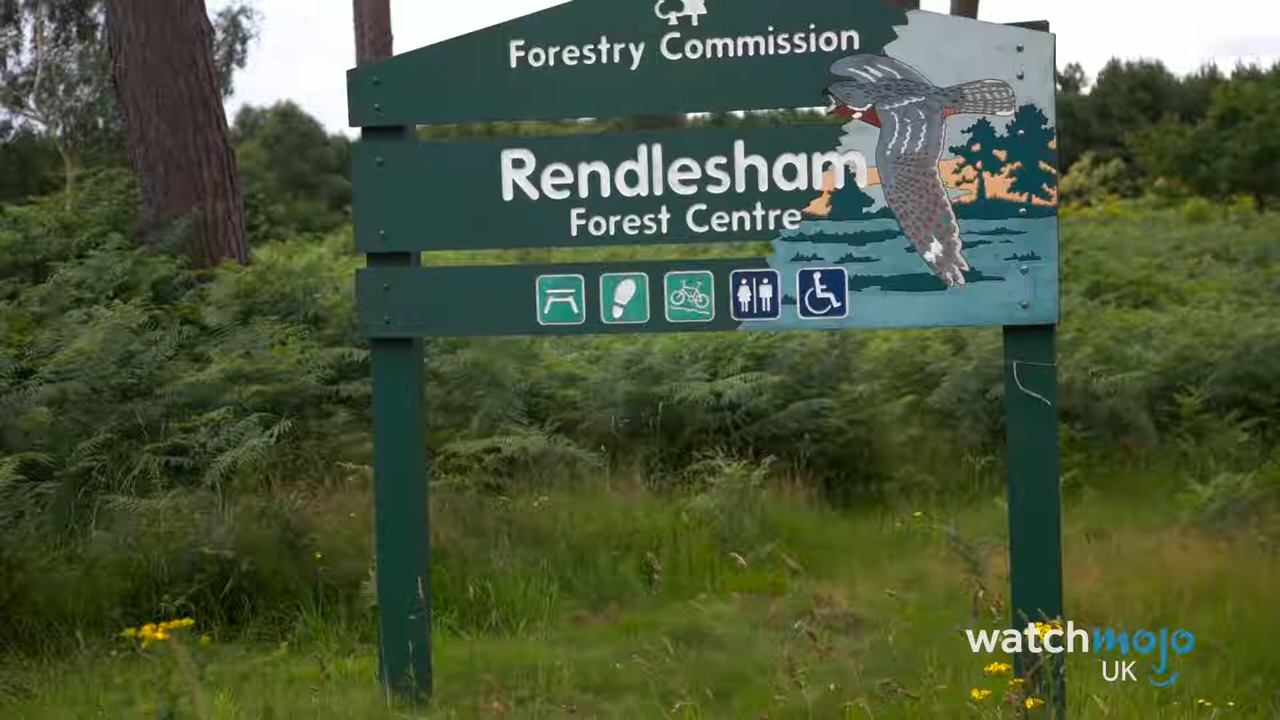 Forestry Commission
Rendlesham
Forest Centre
watchmojo
UK